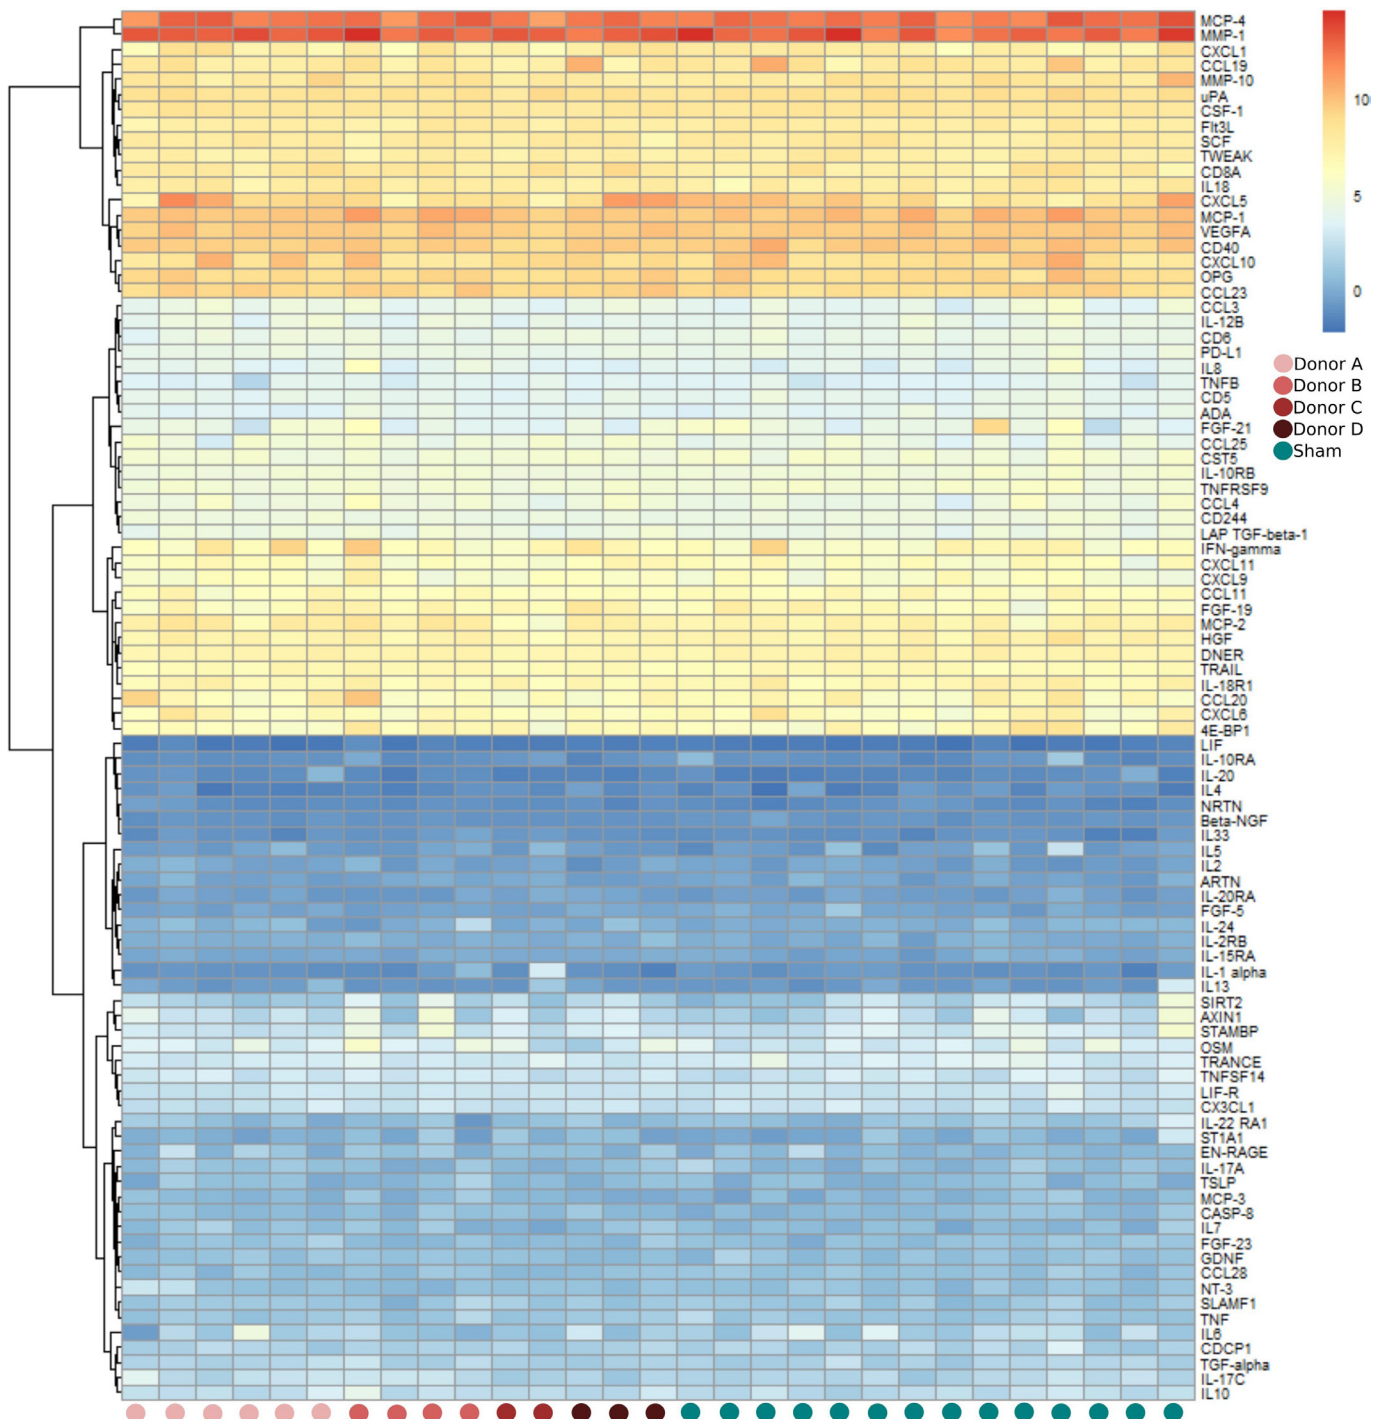 MCP-4
MMP-1
CXCL1
CCL19
MMP-10
uPA
CSF-1
Flt3L
SCF
TWEAK
CD8A
IL18
CXCL5
MCP-1
VEGFA
CD40
CXCL10
OPG
CCL23
CCL3
IL-12B
CD6
PD-L1
IL8
TNFB
CD5
ADA
FGF-21
CCL25
CST5
IL-10RB
TNFRSF9
CCL4
CD244
LAP TGF-beta-1
IFN-gamma
CXCL11
CXCL9
CCL11
FGF-19
MCP-2
HGF
DNER
TRAIL
IL-18R1
CCL20
CXCL6
4E-BP1
LIF
IL-10RA
IL-20
IL4
NRTN
Beta-NGF
IL33
IL5
IL2
ARTN
IL-20RA
FGF-5
IL-24
IL-2RB
IL-15RA
IL-1 alpha
IL13
SIRT2
AXIN1
STAMBP
OSM
TRANCE
TNFSF14
LIF-R
CX3CL1
IL-22 RA1
ST1A1
EN-RAGE
IL-17A
TSLP
MCP-3
CASP-8
IL7
FGF-23
GDNF
CCL28
NT-3
SLAMF1
TNF
IL6
CDCP1
TGF-alpha
IL-17C
IL10
10
5
0
Donor A
Donor B
Donor C
Donor D
Sham